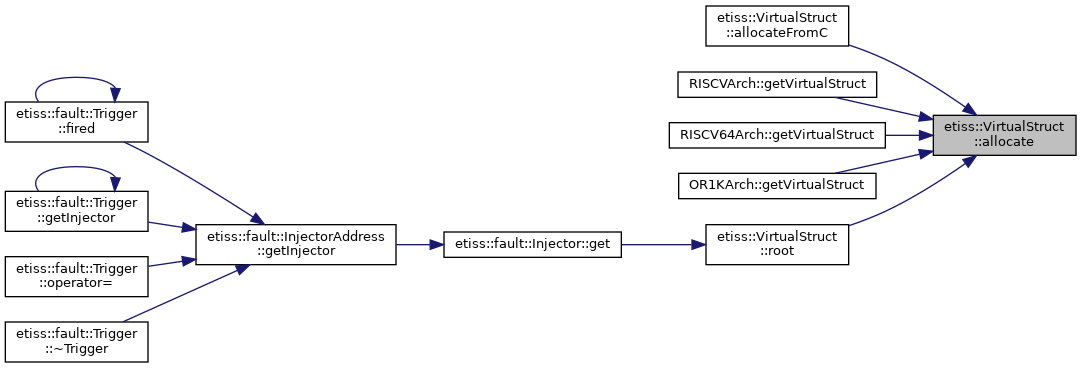 etiss::VirtualStruct
::allocateFromC
RISCVArch::getVirtualStruct
etiss::fault::Trigger
::fired
etiss::VirtualStruct
::allocate
RISCV64Arch::getVirtualStruct
OR1KArch::getVirtualStruct
etiss::fault::Trigger
::getInjector
etiss::fault::InjectorAddress
::getInjector
etiss::fault::Injector::get
etiss::VirtualStruct
::root
etiss::fault::Trigger
::operator=
etiss::fault::Trigger
::~Trigger